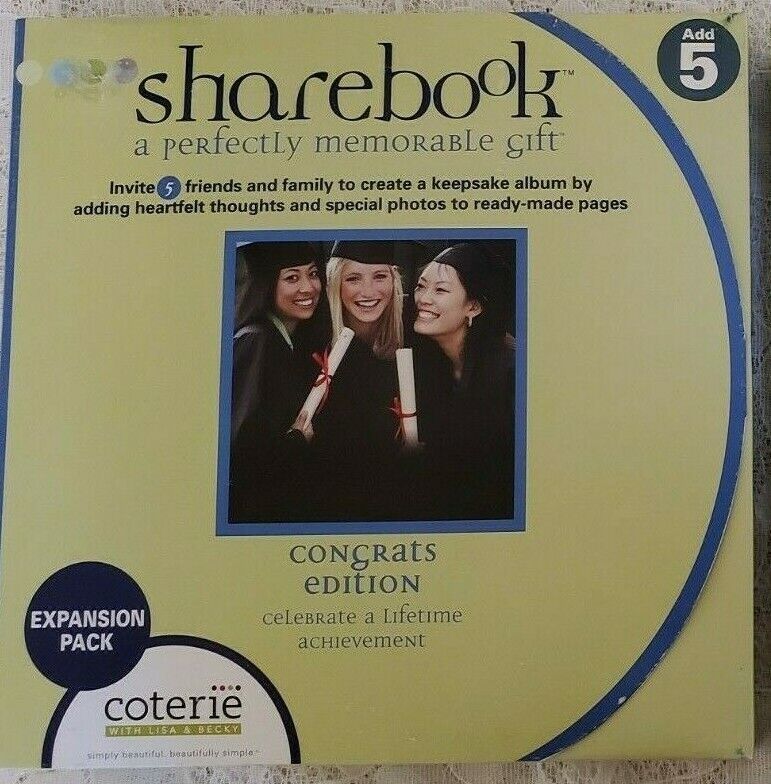 Add
5
sharebook™
a perfectly memorable gift™
Invite 5 friends and family to create a keepsake album by
adding heartfelt thoughts and special photos to ready-made pages
congrats
edition
celebrate a lifetime
achievement
EXPANSION
PACK
coterie
WITH LISA & BECKY
simply beautiful. beautifully simple.™